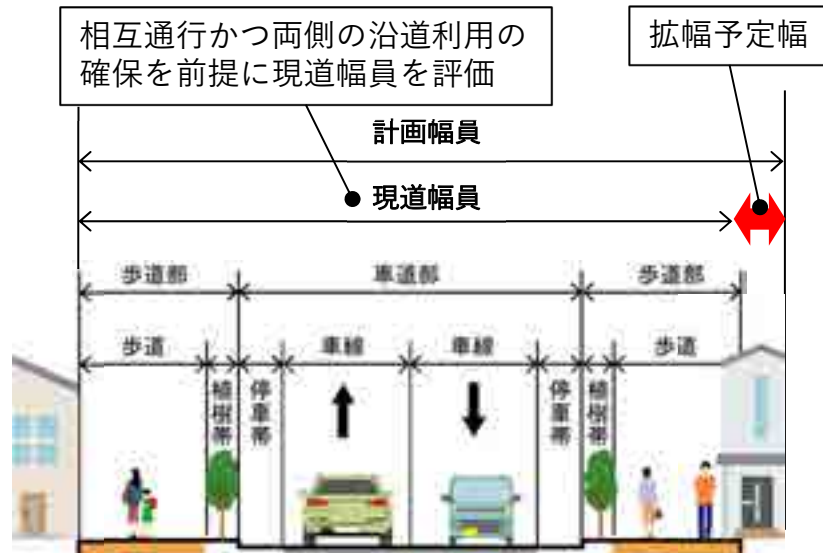 相互通行かつ両側の沿道利用の
確保を前提に現道幅員を評価
拡幅予定幅
計画幅員
現道幅員
歩道部
車道部
歩道部
歩道
植樹帯
停車帯
車線
車線
停車帯
植樹帯
歩道